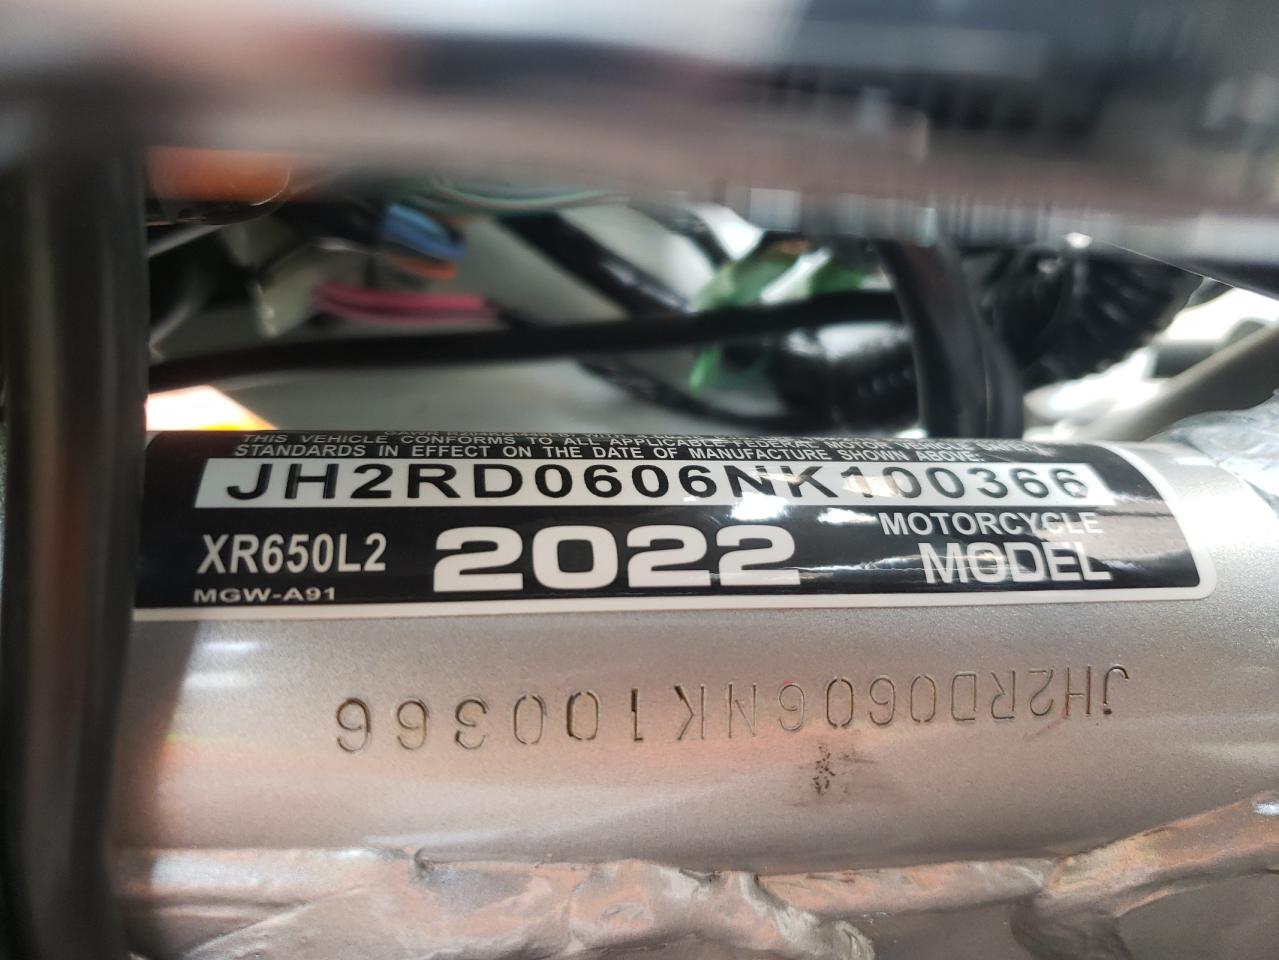 THIS VEHICLE CONFORMS TO ALL APPLICABLE FEDERAL MOTOR VEHICLE SAFETY
STANDARDS IN EFFECT ON THE DATE OF MANUFACTURE SHOWN ABOVE.
JH2RD0606NK100366
XR650L2 2022 MOTORCYCLE MODEL
MGW-A91
JH2RD0606NK100366